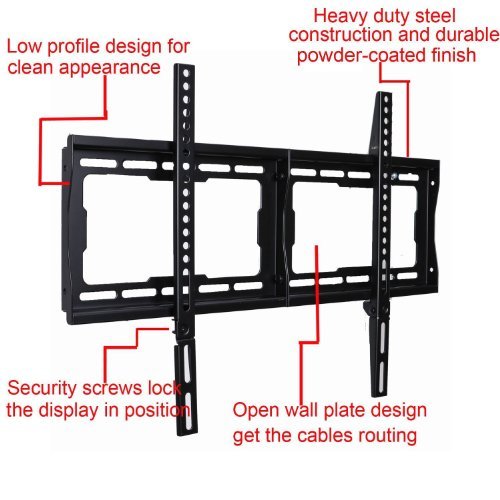 Low profile design for
clean appearance
Heavy duty steel
construction and durable
powder-coated finish
Security screws lock
the display in position
Open wall plate design
get the cables routing